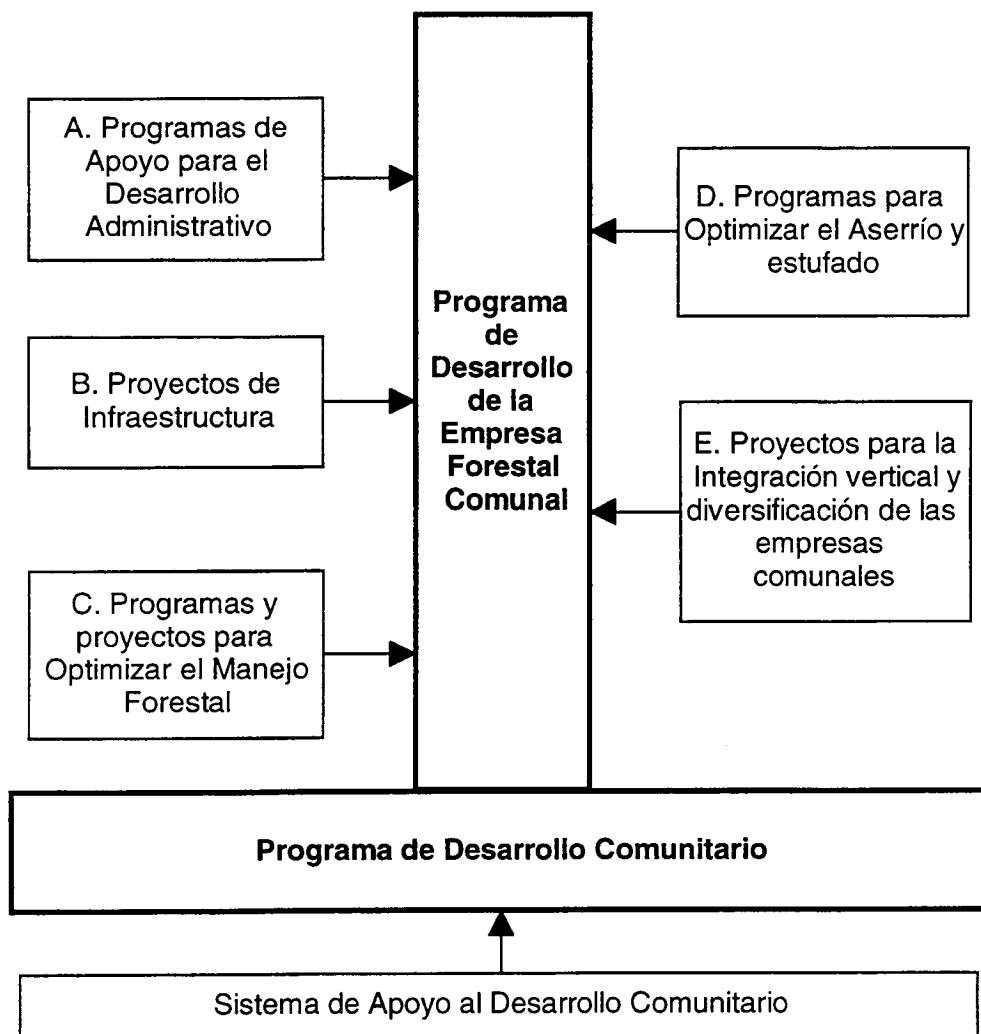 A. Programas de
Apoyo para el
Desarrollo
Administrativo
B. Proyectos de
Infraestructura
C. Programas y
proyectos para
Optimizar el Manejo
Forestal
Programa
de
Desarrollo
de la
Empresa
Forestal
Comunal
D. Programas para
Optimizar el Aserrío y
estufado
E. Proyectos para la
Integración vertical y
diversificación de las
empresas
comunales
Programa de Desarrollo Comunitario
Sistema de Apoyo al Desarrollo Comunitario